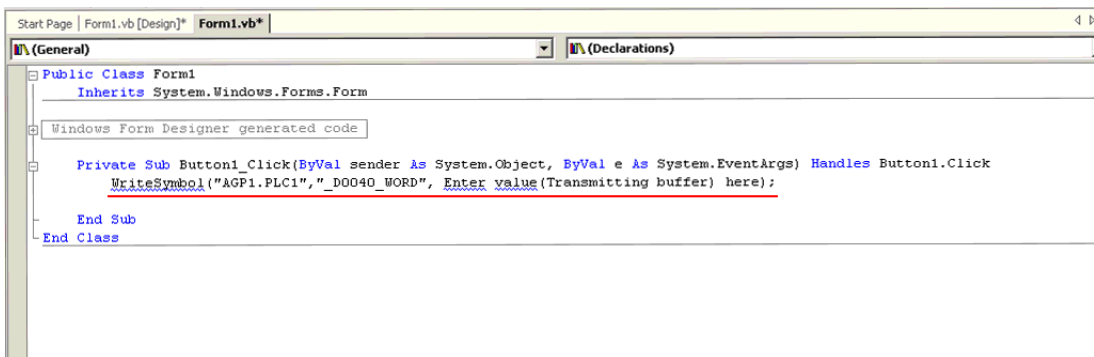 Start Page | Form1.vb [Design]* Form1.vb*
(General) (Declarations)
Public Class Form1
Inherits System.Windows.Forms.Form
Windows Form Designer generated code
Private Sub Button1_Click(ByVal sender As System.Object, ByVal e As System.EventArgs) Handles Button1.Click
WriteSymbol("AGP1.PLC1","_D0040_WORD", Enter value(Transmitting buffer) here);
End Sub
End Class